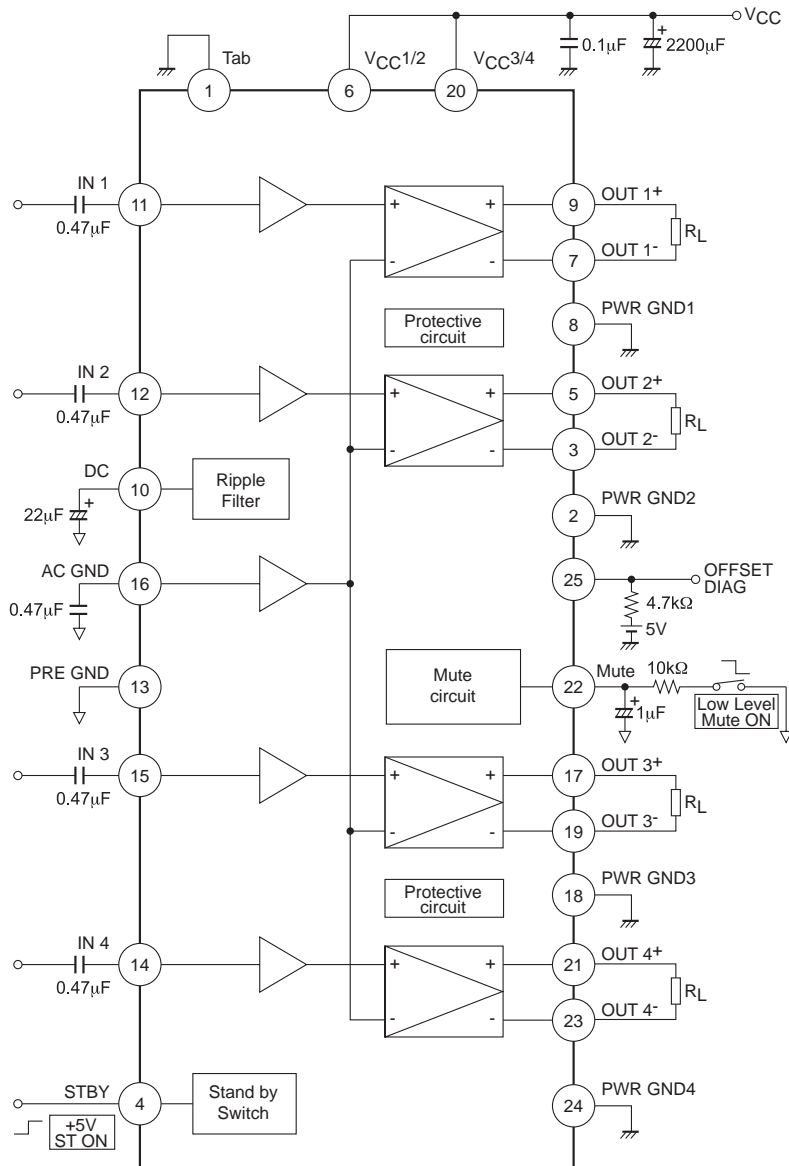 VCC
Tab
VCC1/2
VCC3/4
0.1μF
+
2200μF
1
6
20
IN 1
11
0.47μF
+
-
+
-
9
OUT 1+
7
OUT 1-
RL
Protective
circuit
8
PWR GND1
IN 2
12
0.47μF
+
-
+
-
5
OUT 2+
3
OUT 2-
RL
DC
10
+
22μF
Ripple
Filter
2
PWR GND2
AC GND
16
0.47μF
25
OFFSET
DIAG
4.7kΩ
5V
PRE GND
13
Mute
circuit
22
Mute
10kΩ
+
1μF
Low Level
Mute ON
IN 3
15
0.47μF
+
-
+
-
17
OUT 3+
19
OUT 3-
RL
Protective
circuit
18
PWR GND3
IN 4
14
0.47μF
+
-
+
-
21
OUT 4+
23
OUT 4-
RL
STBY
4
+5V
ST ON
Stand by
Switch
24
PWR GND4